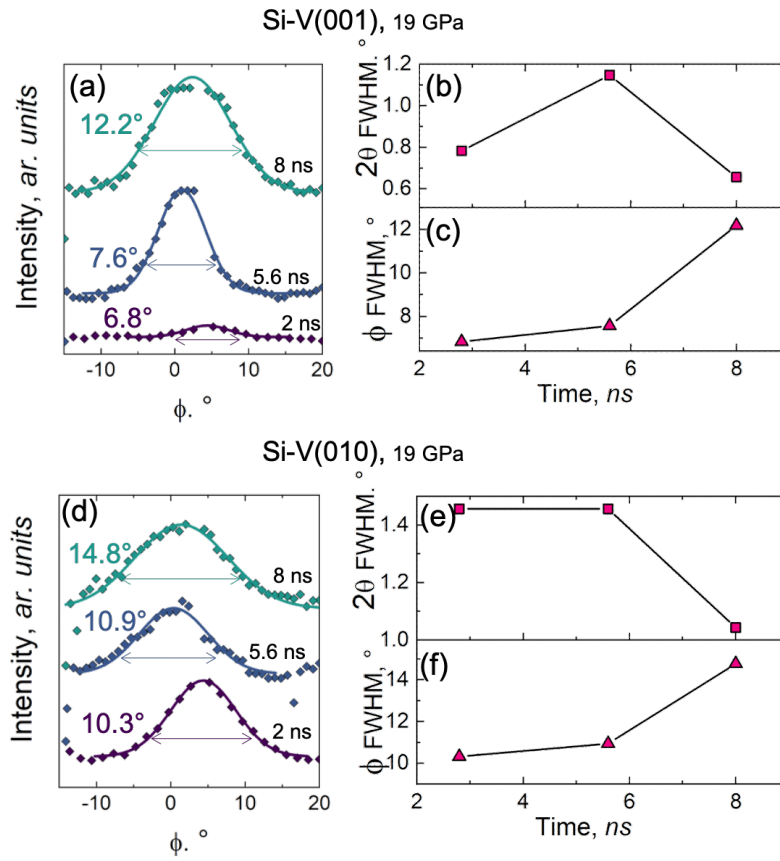 Si-V(001), 19 GPa
(a)
12.2°
8 ns
7.6°
5.6 ns
6.8°
2 ns
Intensity, ar. units
-10 0 10 20
ϕ. °
(b)
2θ FWHM. °
1.2
1.0
0.8
0.6
(c)
ϕ FWHM, °
12
10
8
2 4 6 8
Time, ns
Si-V(010), 19 GPa
(d)
14.8°
8 ns
10.9°
5.6 ns
10.3°
2 ns
Intensity, ar. units
-10 0 10 20
ϕ. °
(e)
2θ FWHM. °
1.4
1.2
1.0
(f)
ϕ FWHM, °
14
12
10
2 4 6 8
Time, ns